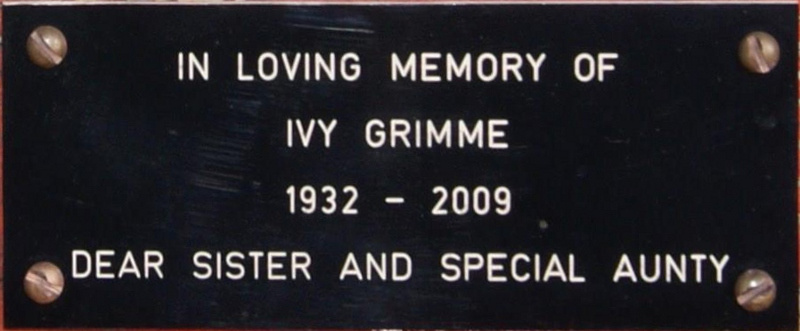 IN LOVING MEMORY OF
IVY GRIMME
1932 - 2009
DEAR SISTER AND SPECIAL AUNTY